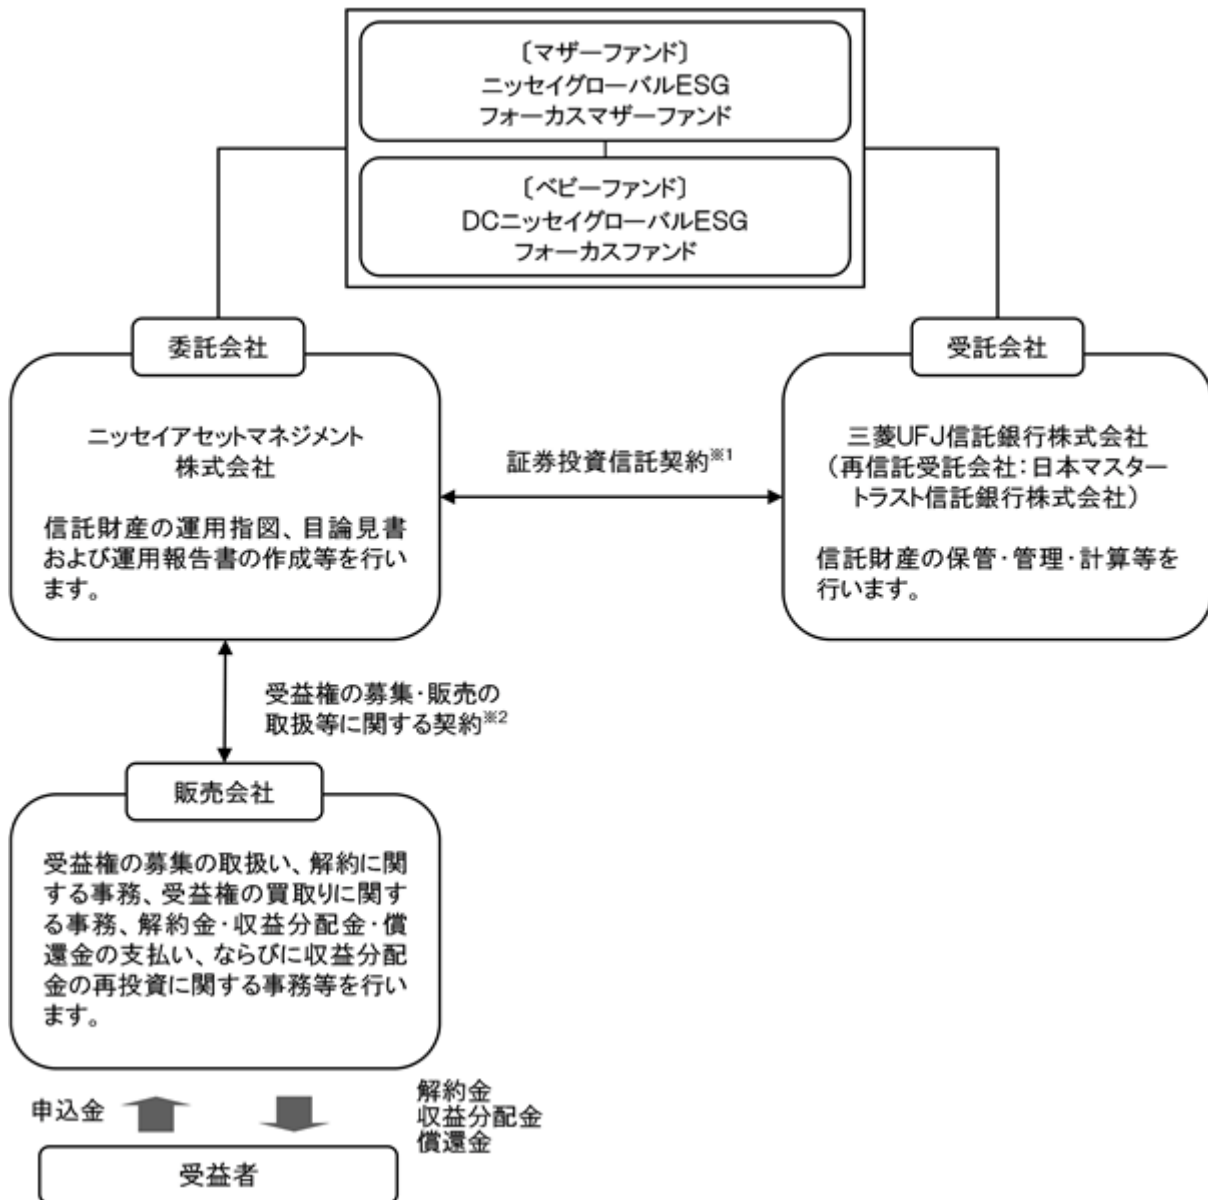 〔マザーファンド〕
ニッセイグローバルESG
フォーカスマザーファンド
〔ベビーファンド〕
DCニッセイグローバルESG
フォーカスファンド
委託会社
ニッセイアセットマネジメント
株式会社
信託財産の運用指図、目論見書
および運用報告書の作成等を行い
ます。
証券投資信託契約※1
受託会社
三菱UFJ信託銀行株式会社
（再信託受託会社：日本マスター
トラスト信託銀行株式会社）
信託財産の保管・管理・計算等を
行います。
受益権の募集・販売の
取扱等に関する契約※2
販売会社
受益権の募集の取扱い、解約に関
する事務、受益権の買取りに関す
る事務、解約金・収益分配金・償
還金の支払い、ならびに収益分配
金の再投資に関する事務等を行い
ます。
申込金
解約金
収益分配金
償還金
受益者